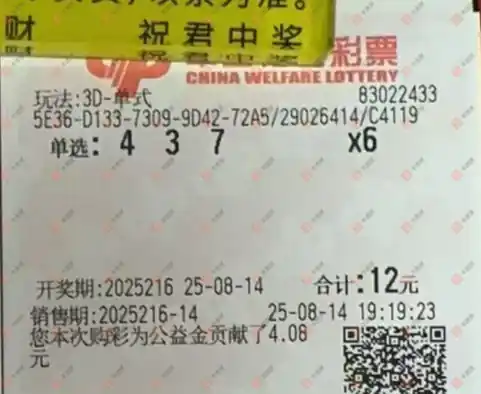 财 祝君中奖
彩票
CHINA WELFARE LOTTERY
玩法:3D-单式 83022433
5E36-D133-7309-9D42-72A5/29026414/C4119
单选: 4 3 7 x6
开奖期:2025216 25-08-14 合计:12元
销售期:2025216-14 25-08-14 19:19:23
您本次购彩为公益金贡献了4.08
元